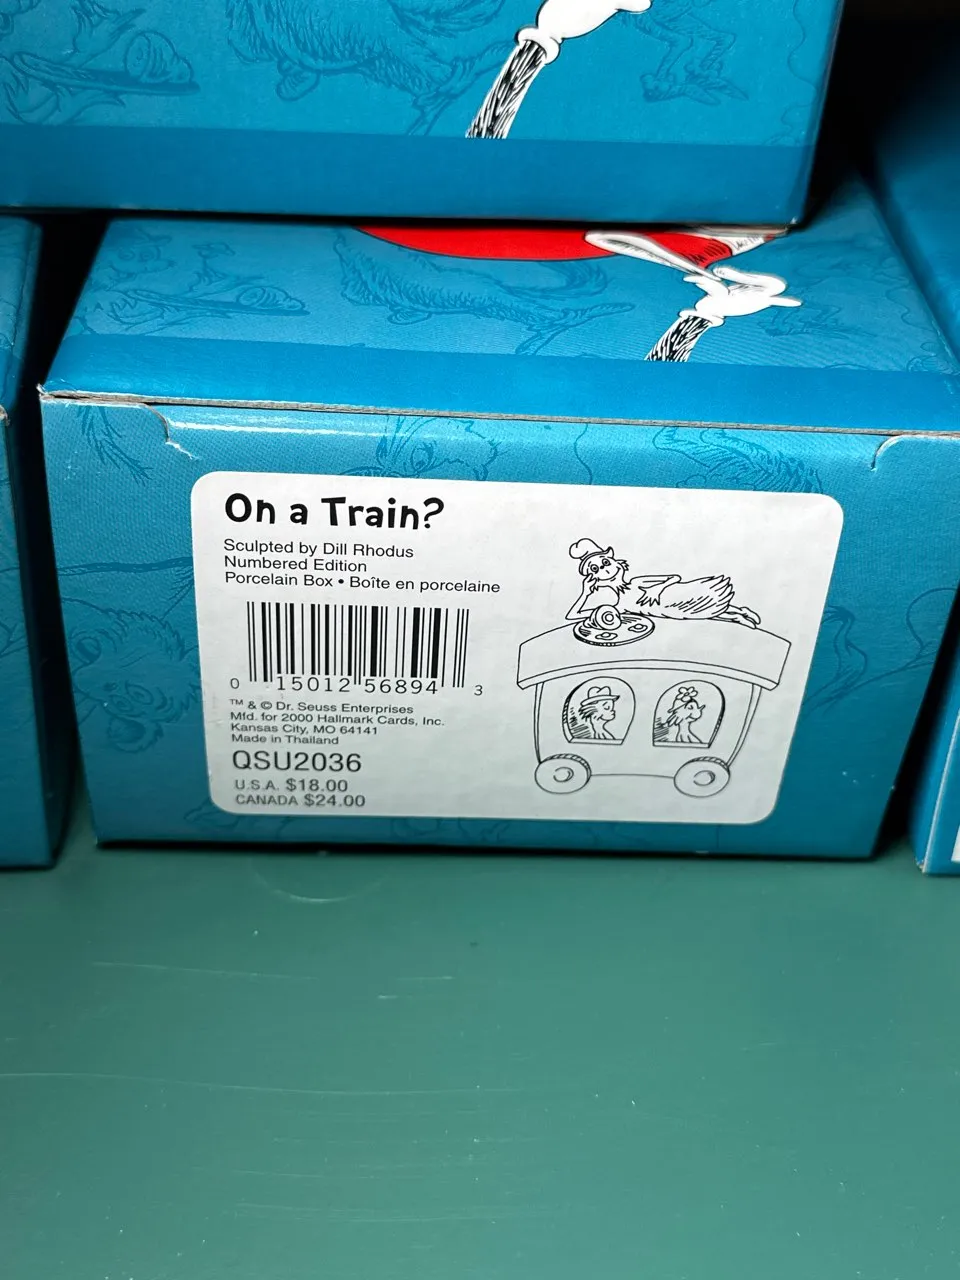 On a Train?
Sculpted by Dill Rhodus
Numbered Edition
Porcelain Box • Boîte en porcelaine
0 15012 56894 3
™ & © Dr. Seuss Enterprises
Mfd. for 2000 Hallmark Cards, Inc.
Kansas City, MO 64141
Made in Thailand
QSU2036
U.S.A. $18.00
CANADA $24.00